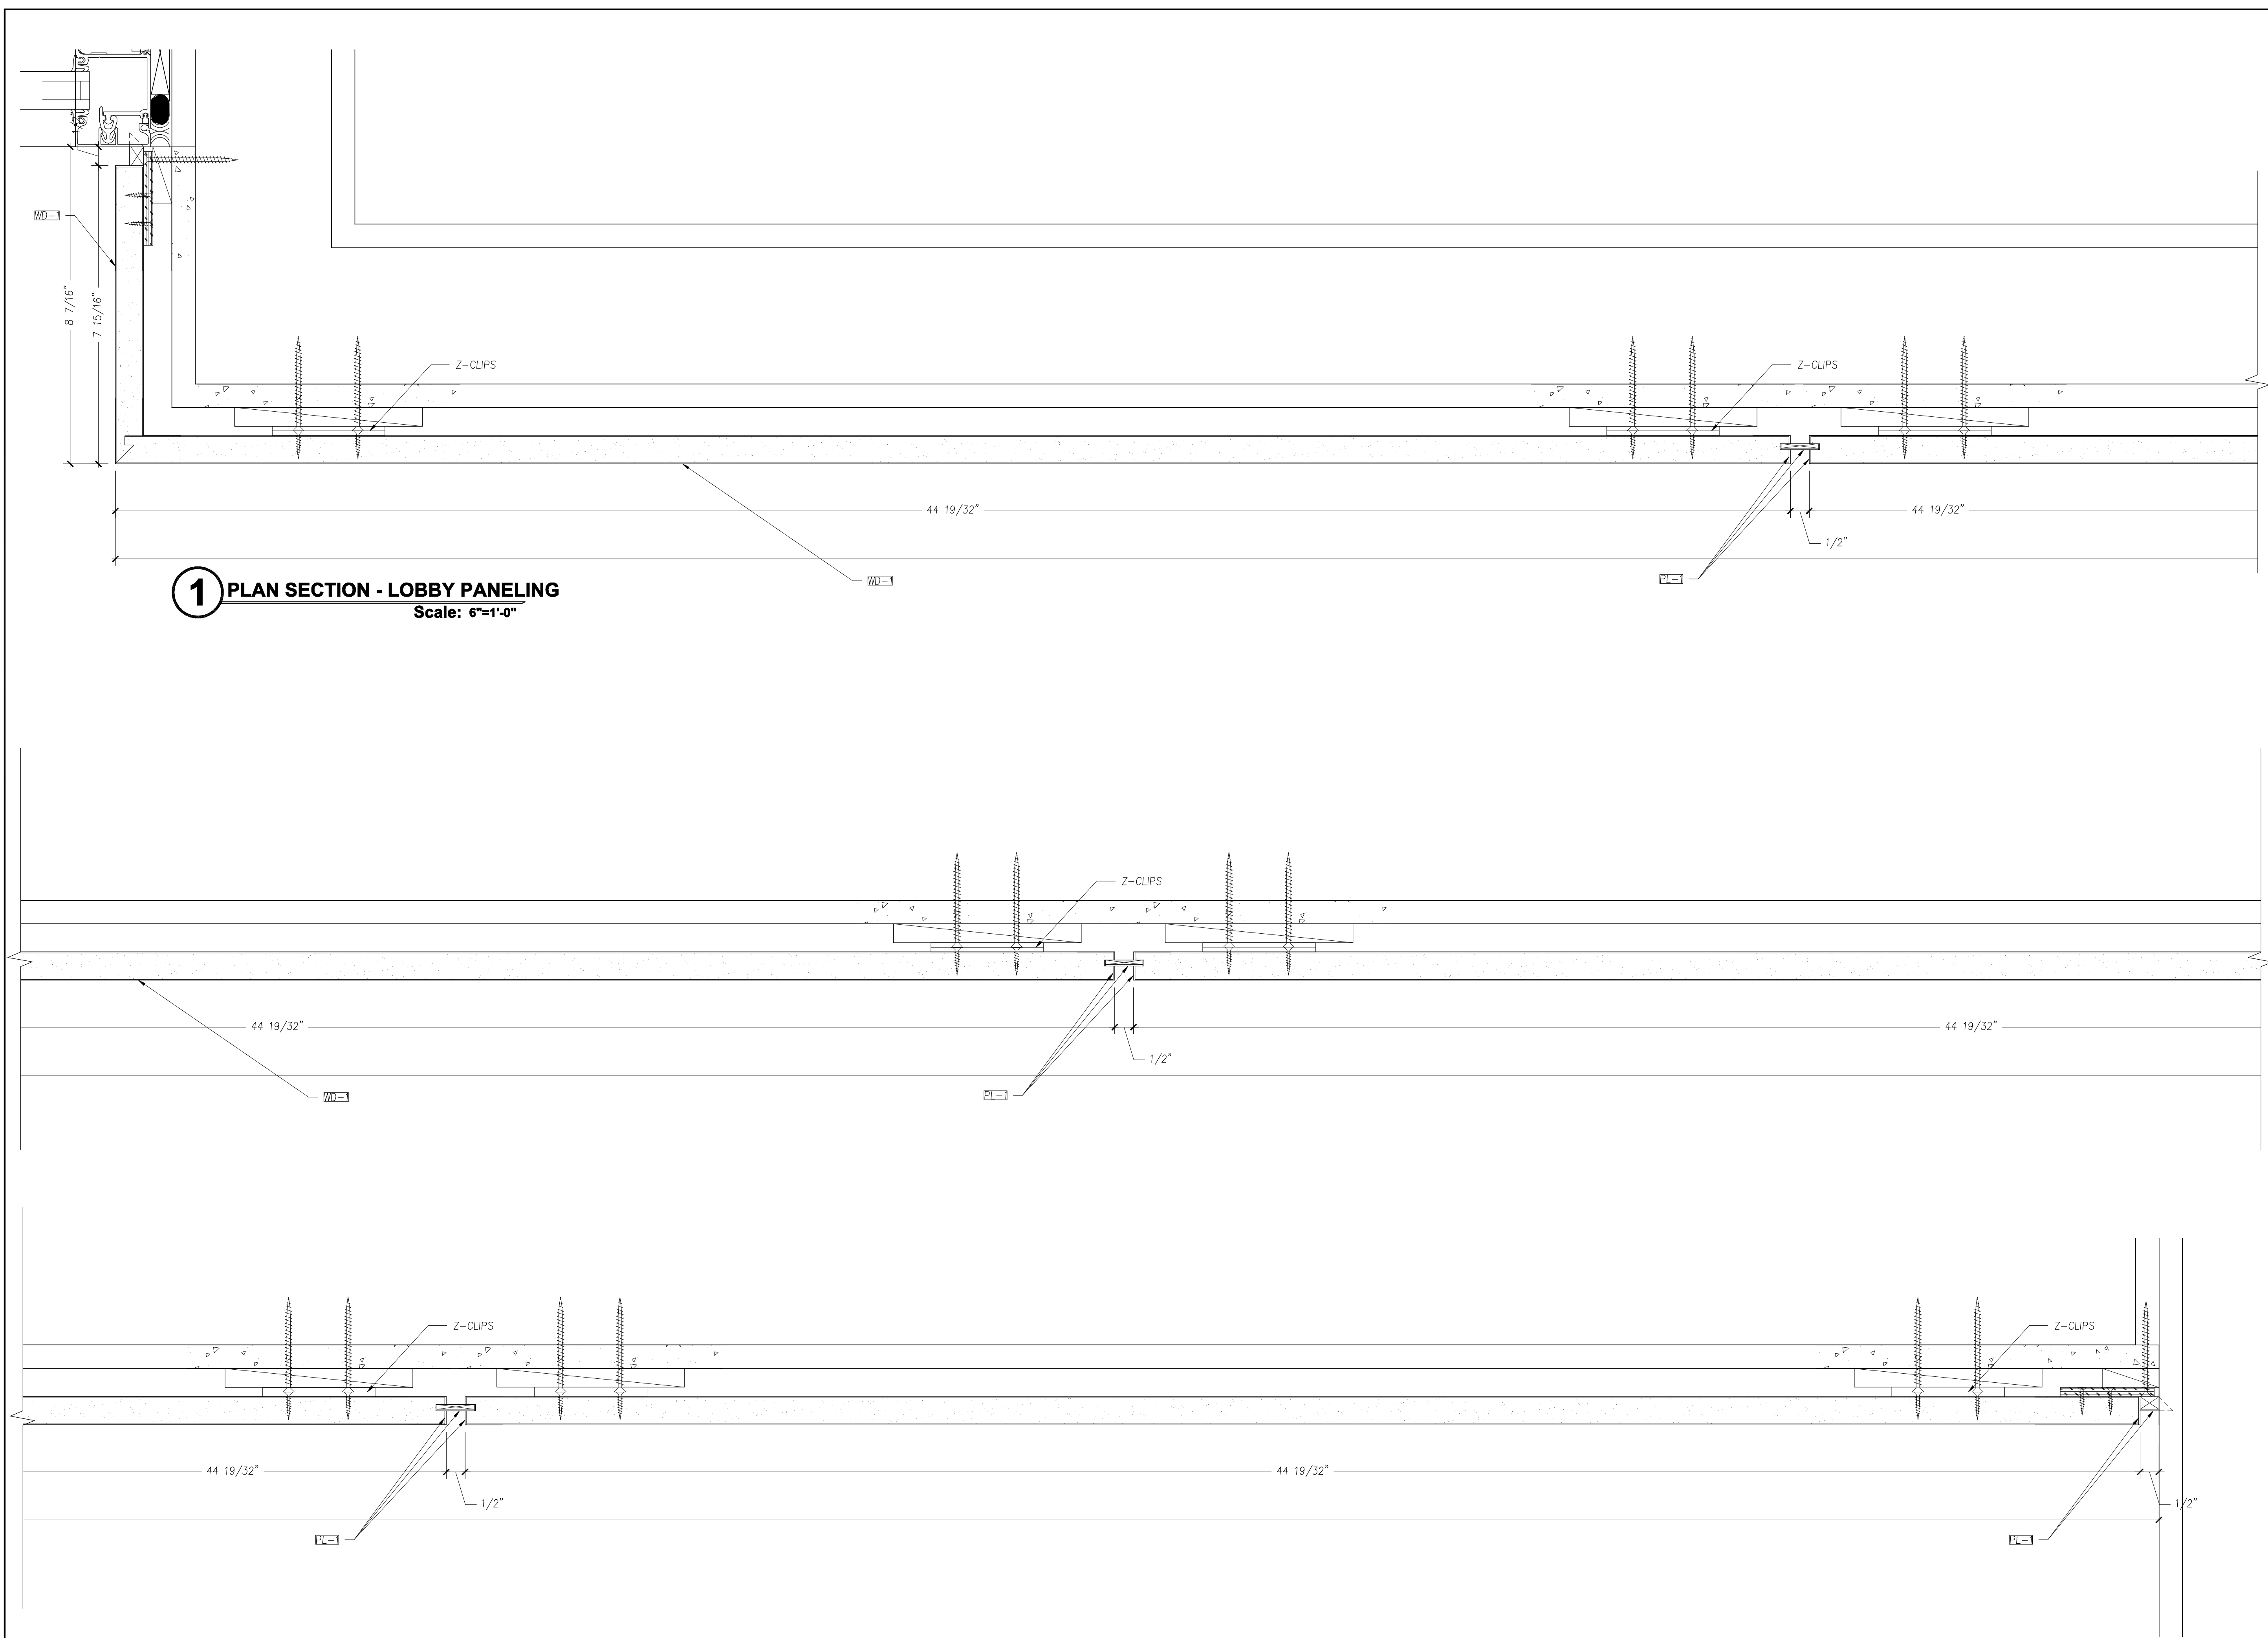 WD-1
8 7/16"
7 15/16"
Z-CLIPS
Z-CLIPS
44 19/32"
44 19/32"
1/2"
WD-1
PL-1
1 PLAN SECTION - LOBBY PANELING
Scale: 6"=1'-0"
Z-CLIPS
44 19/32"
44 19/32"
1/2"
WD-1
PL-1
Z-CLIPS
Z-CLIPS
44 19/32"
44 19/32"
1/2"
1/2"
PL-1
PL-1